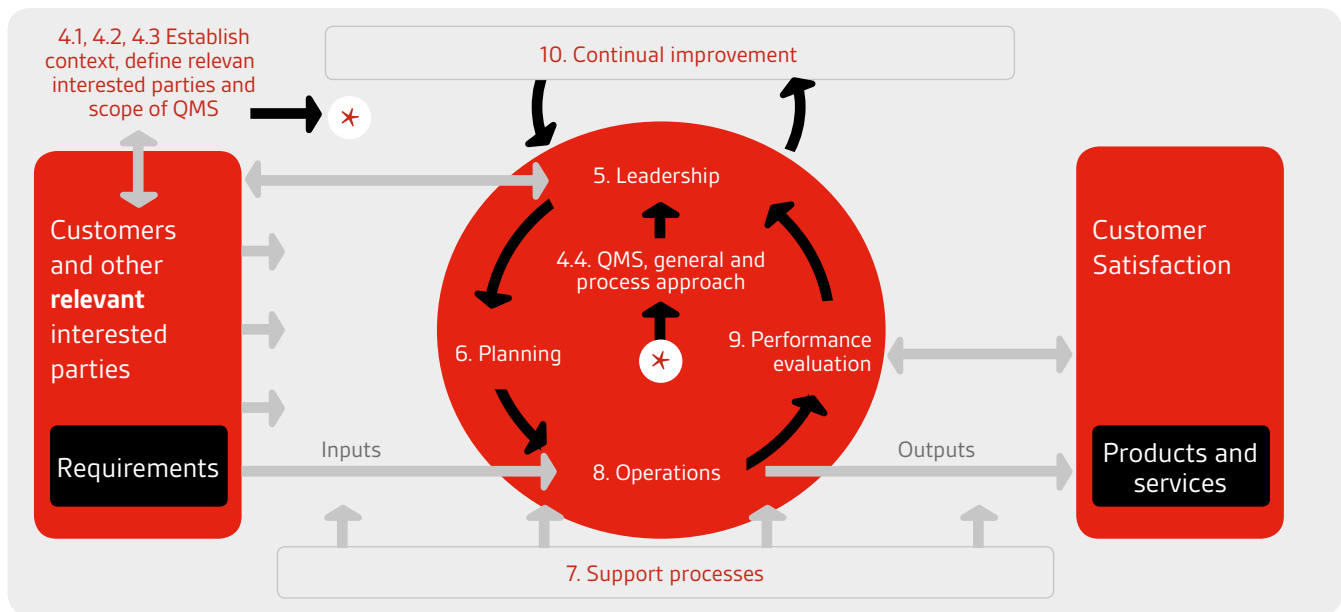 4.1, 4.2, 4.3 Establish
context, define relevan
interested parties and
scope of QMS
10. Continual improvement
5. Leadership
4.4. QMS, general and
process approach
6. Planning
9. Performance
evaluation
8. Operations
Customers
and other
relevant
interested
parties
Requirements
Inputs
Outputs
Customer
Satisfaction
Products and
services
7. Support processes